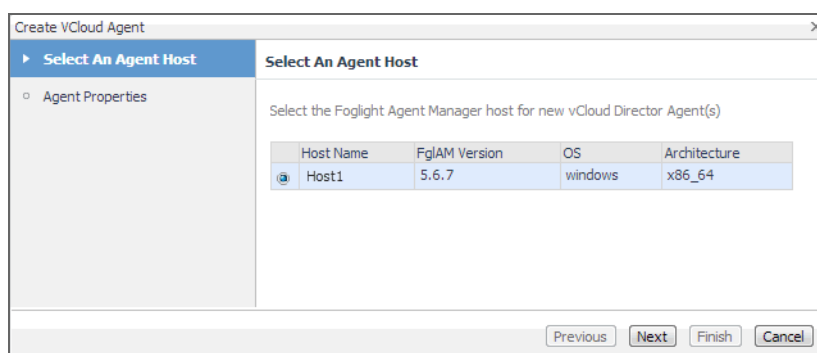 Create VCloud Agent
Select An Agent Host
Agent Properties
Select An Agent Host
Select the Foglight Agent Manager host for new vCloud Director Agent(s)
Host Name FglAM Version OS Architecture
Host1 5.6.7 windows x86_64
Previous Next Finish Cancel